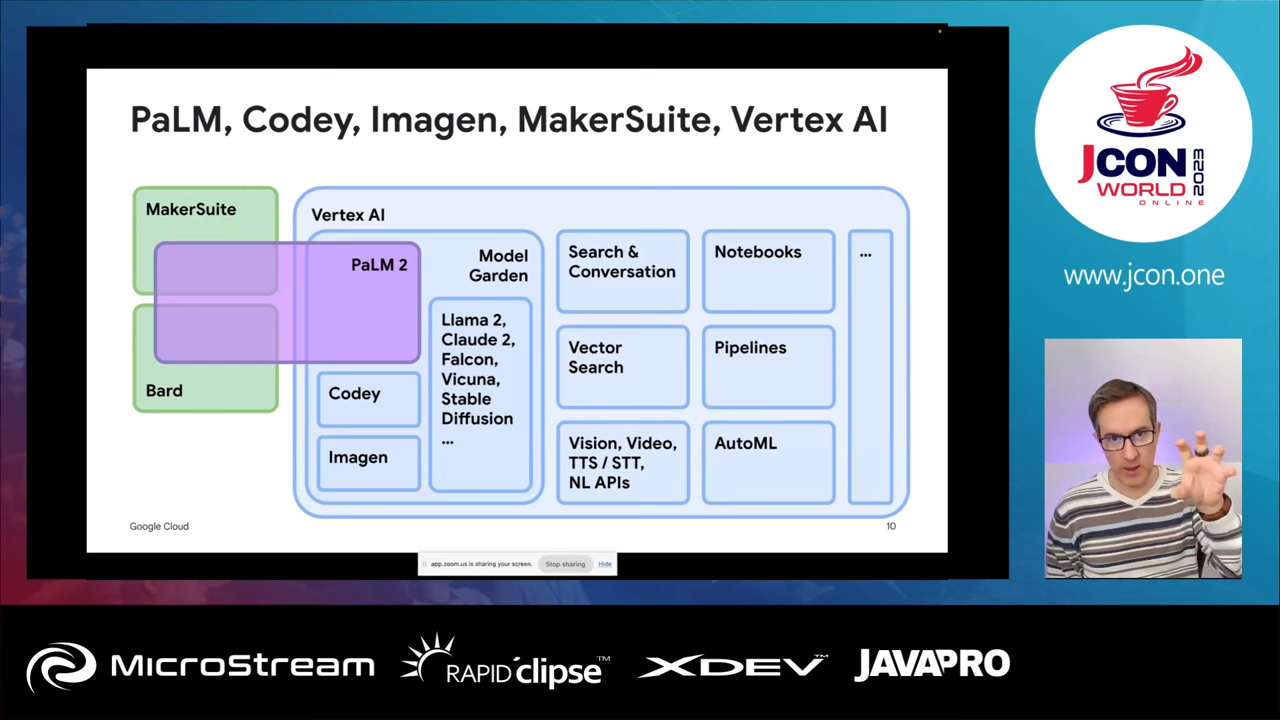 PaLM, Codey, Imagen, MakerSuite, Vertex AI
MakerSuite
Bard
Vertex AI
PaLM 2
Model
Garden
Codey
Imagen
Llama 2,
Claude 2,
Falcon,
Vicuna,
Stable
Diffusion
...
Search &
Conversation
Vector
Search
Vision, Video,
TTS / STT,
NL APIs
Notebooks
Pipelines
AutoML
...
Google Cloud
10
app.zoom.us is sharing your screen.
Stop sharing
Hide
JCON
WORLD
2023
ONLINE
www.jcon.one
MicroStream
RAPID'clipse™
XDEV™
JAVAPRO